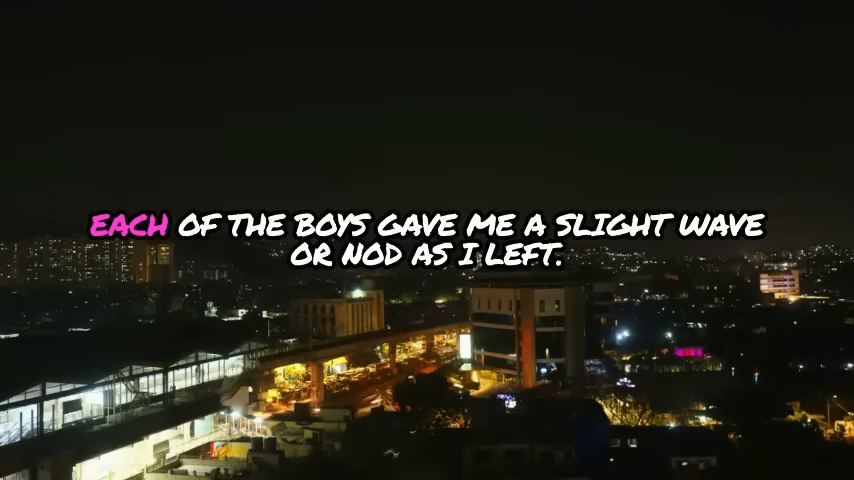 EACH OF THE BOYS GAVE ME A SLIGHT WAVE
OR NOD AS I LEFT.